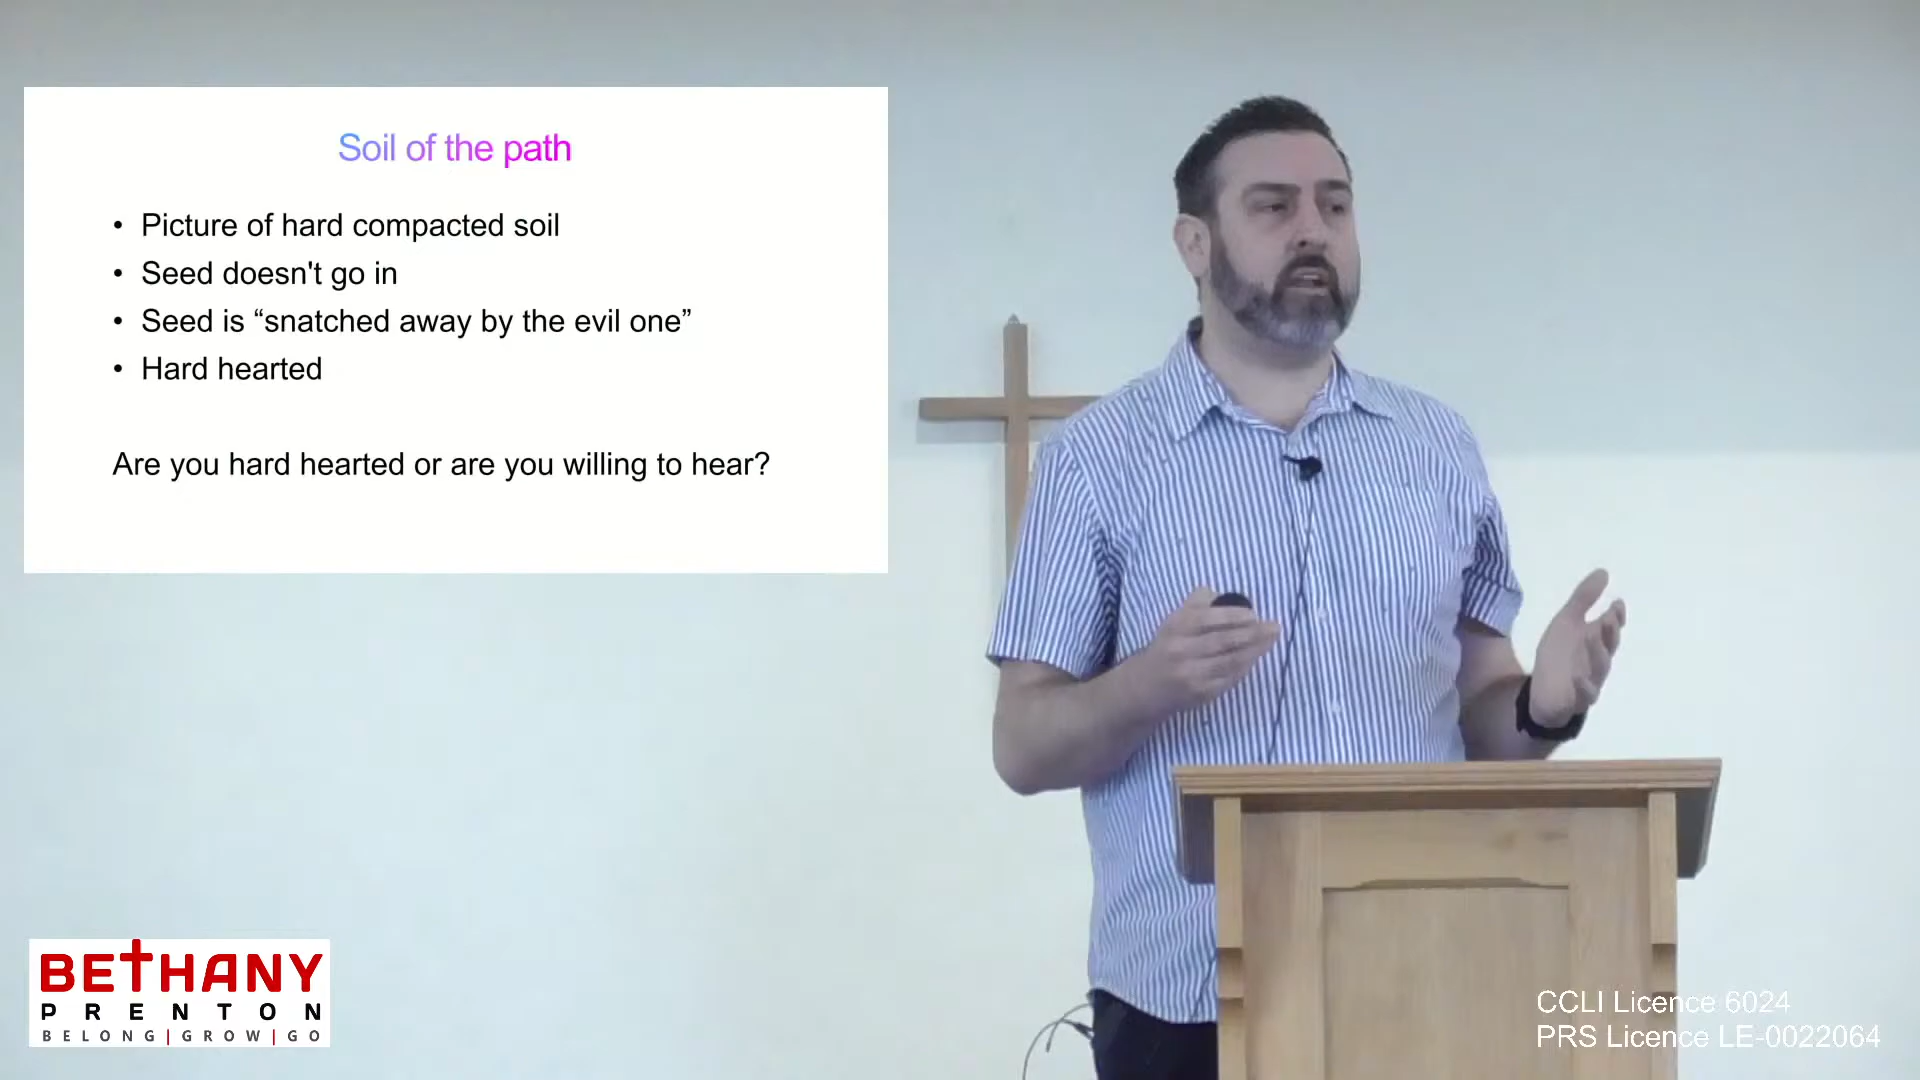 Soil of the path
• Picture of hard compacted soil
• Seed doesn't go in
• Seed is “snatched away by the evil one”
• Hard hearted
Are you hard hearted or are you willing to hear?
BETHANY
PRENTON
BELONG|GROW|GO
CCLI Licence 6024
PRS Licence LE-0022064